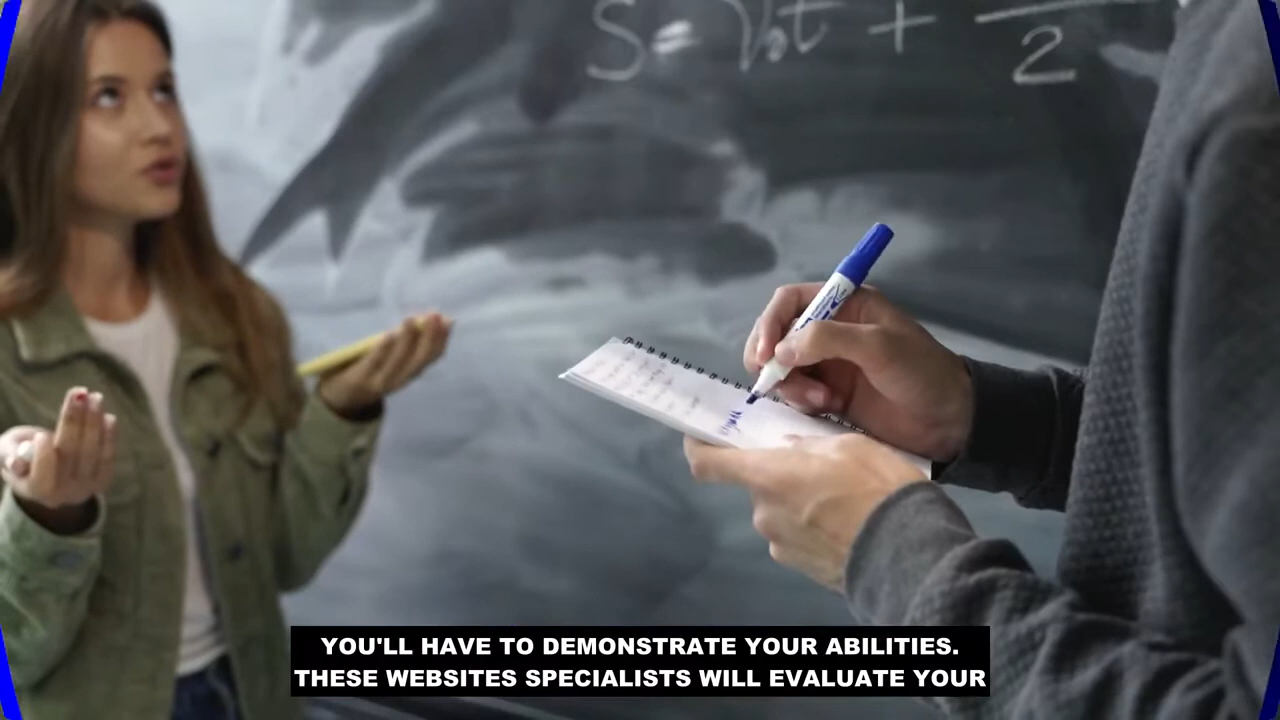 S = V₀t + 
2
YOU'LL HAVE TO DEMONSTRATE YOUR ABILITIES.
THESE WEBSITES SPECIALISTS WILL EVALUATE YOUR